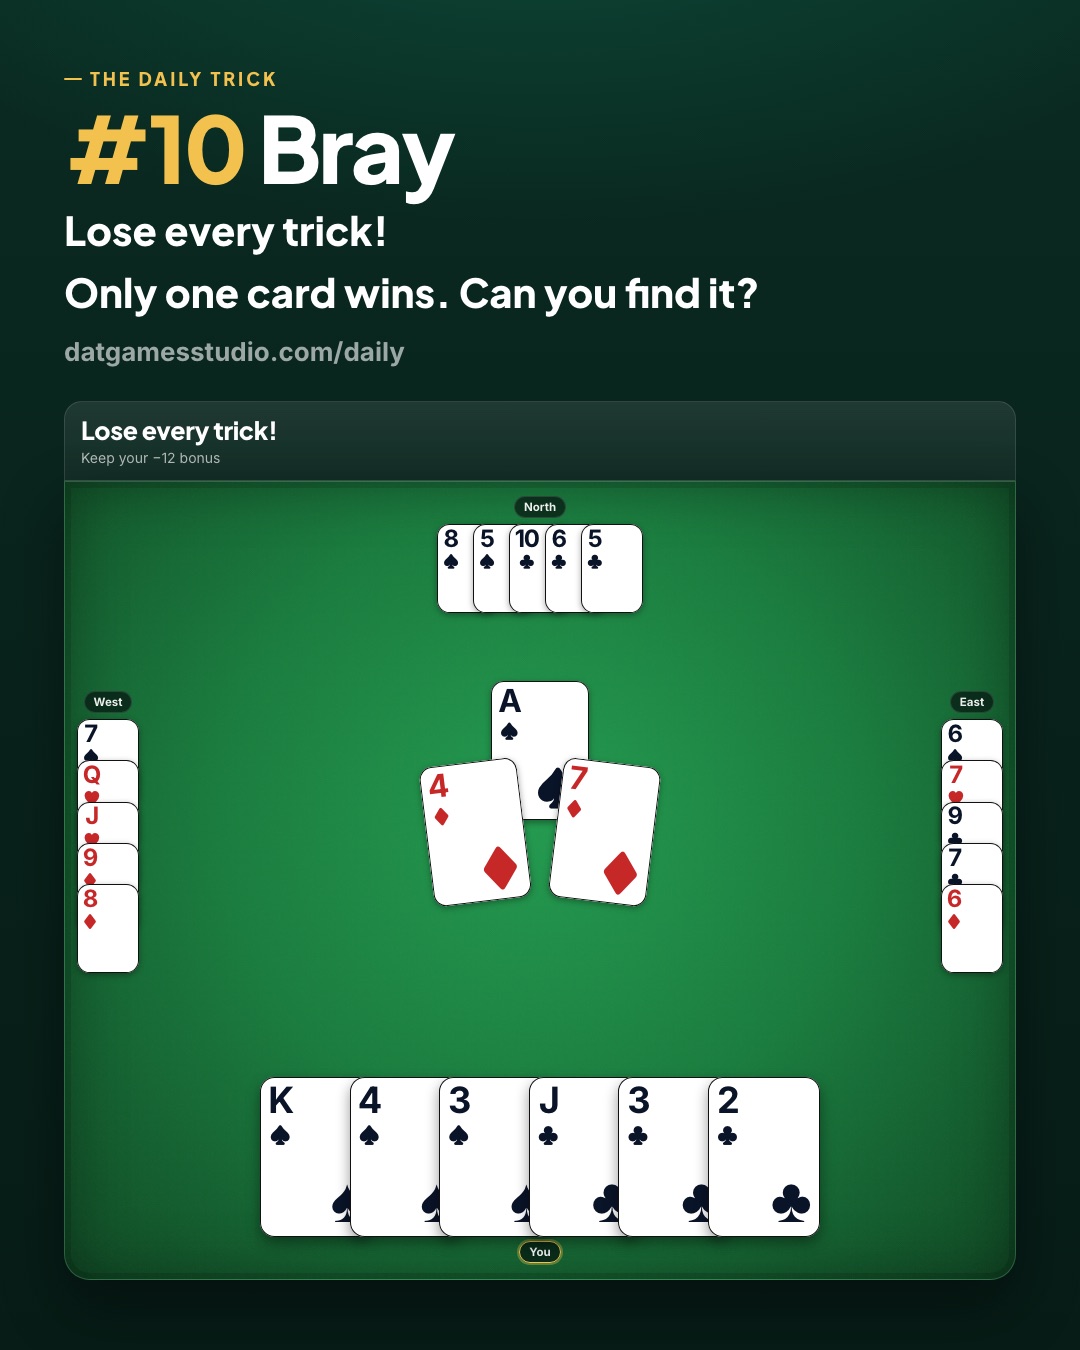 — THE DAILY TRICK
#10 Bray
Lose every trick!
Only one card wins. Can you find it?
datgamesstudio.com/daily
Lose every trick!
Keep your −12 bonus
North
8 5 10 6 5
West
7
Q
J
9
8
A
4
7
East
6
7
9
7
6
K 4 3 J 3 2
You